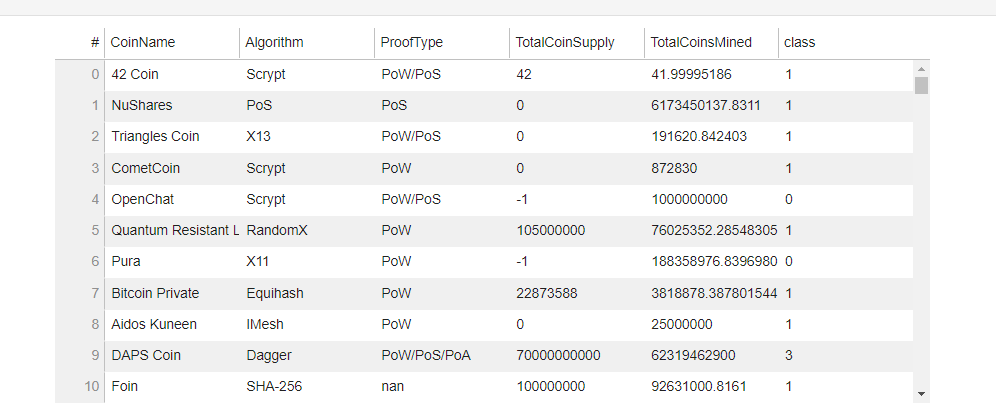 # CoinName Algorithm ProofType TotalCoinSupply TotalCoinsMined class
0 42 Coin Scrypt PoW/PoS 42 41.99995186 1
1 NuShares PoS PoS 0 6173450137.8311 1
2 Triangles Coin X13 PoW/PoS 0 191620.842403 1
3 CometCoin Scrypt PoW 0 872830 1
4 OpenChat Scrypt PoW/PoS -1 1000000000 0
5 Quantum Resistant L RandomX PoW 105000000 76025352.28548305 1
6 Pura X11 PoW -1 188358976.8396980 0
7 Bitcoin Private Equihash PoW 22873588 3818878.387801544 1
8 Aidos Kuneen IMesh PoW 0 25000000 1
9 DAPS Coin Dagger PoW/PoS/PoA 70000000000 62319462900 3
10 Foin SHA-256 nan 100000000 92631000.8161 1